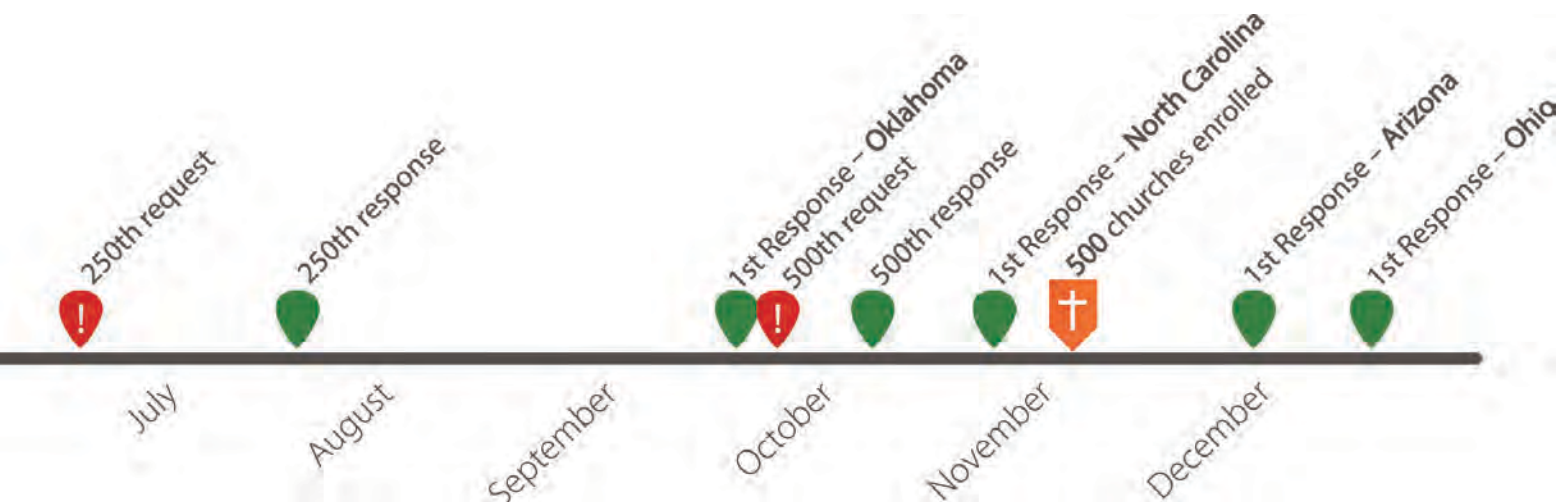 250th request
250th response
1st Response – Oklahoma
500th request
500th response
1st Response – North Carolina
500 churches enrolled
1st Response – Arizona
1st Response – Ohio
July
August
September
October
November
December